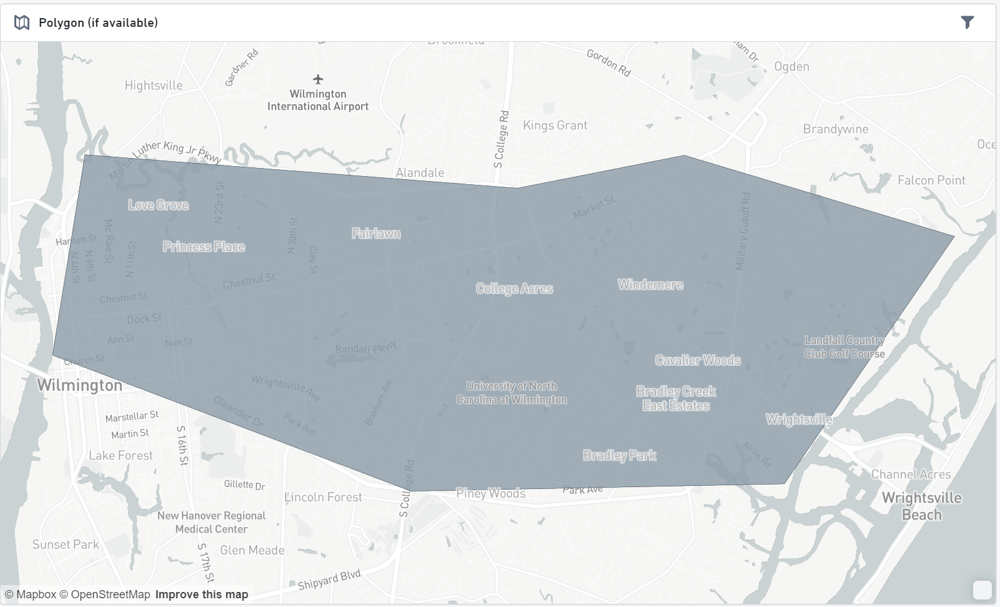 Polygon (if available)
Brookfield
Gardner Rd
Gordon Rd
Ogden
Hightsville
Wilmington
International Airport
S College Rd
Kings Grant
Brandywine
Martin Luther King Jr Pkwy
Alandale
Falcon Point
Love Grove
N 23rd St
Market St
Military Cutoff Rd
Harnett St
Mc Rae St
N 4th St
N 6th St
N 11th St
Princess Place
N 30th St
Clay St
Fairlawn
Chestnut St
Chestnut St
College Acres
Windemere
Dock St
Ann St
Nun St
Randall Pkwy
Landfall Country
Club Golf Course
Church St
Cavalier Woods
Wilmington
Wrightsville Ave
University of North
Carolina at Wilmington
Bradley Creek
East Estates
Oleander Dr
Park Ave
Bonham Ave
Wrightsville
Marstellar St
Martin St
S 16th St
Lake Forest
Bradley Park
Airlie Rd
Channel Acres
Gillette Dr
Lincoln Forest
S College Rd
Piney Woods
Park Ave
Wrightsville
Beach
New Hanover Regional
Medical Center
Sunset Park
Glen Meade
S 17th St
Shipyard Blvd
© Mapbox © OpenStreetMap Improve this map